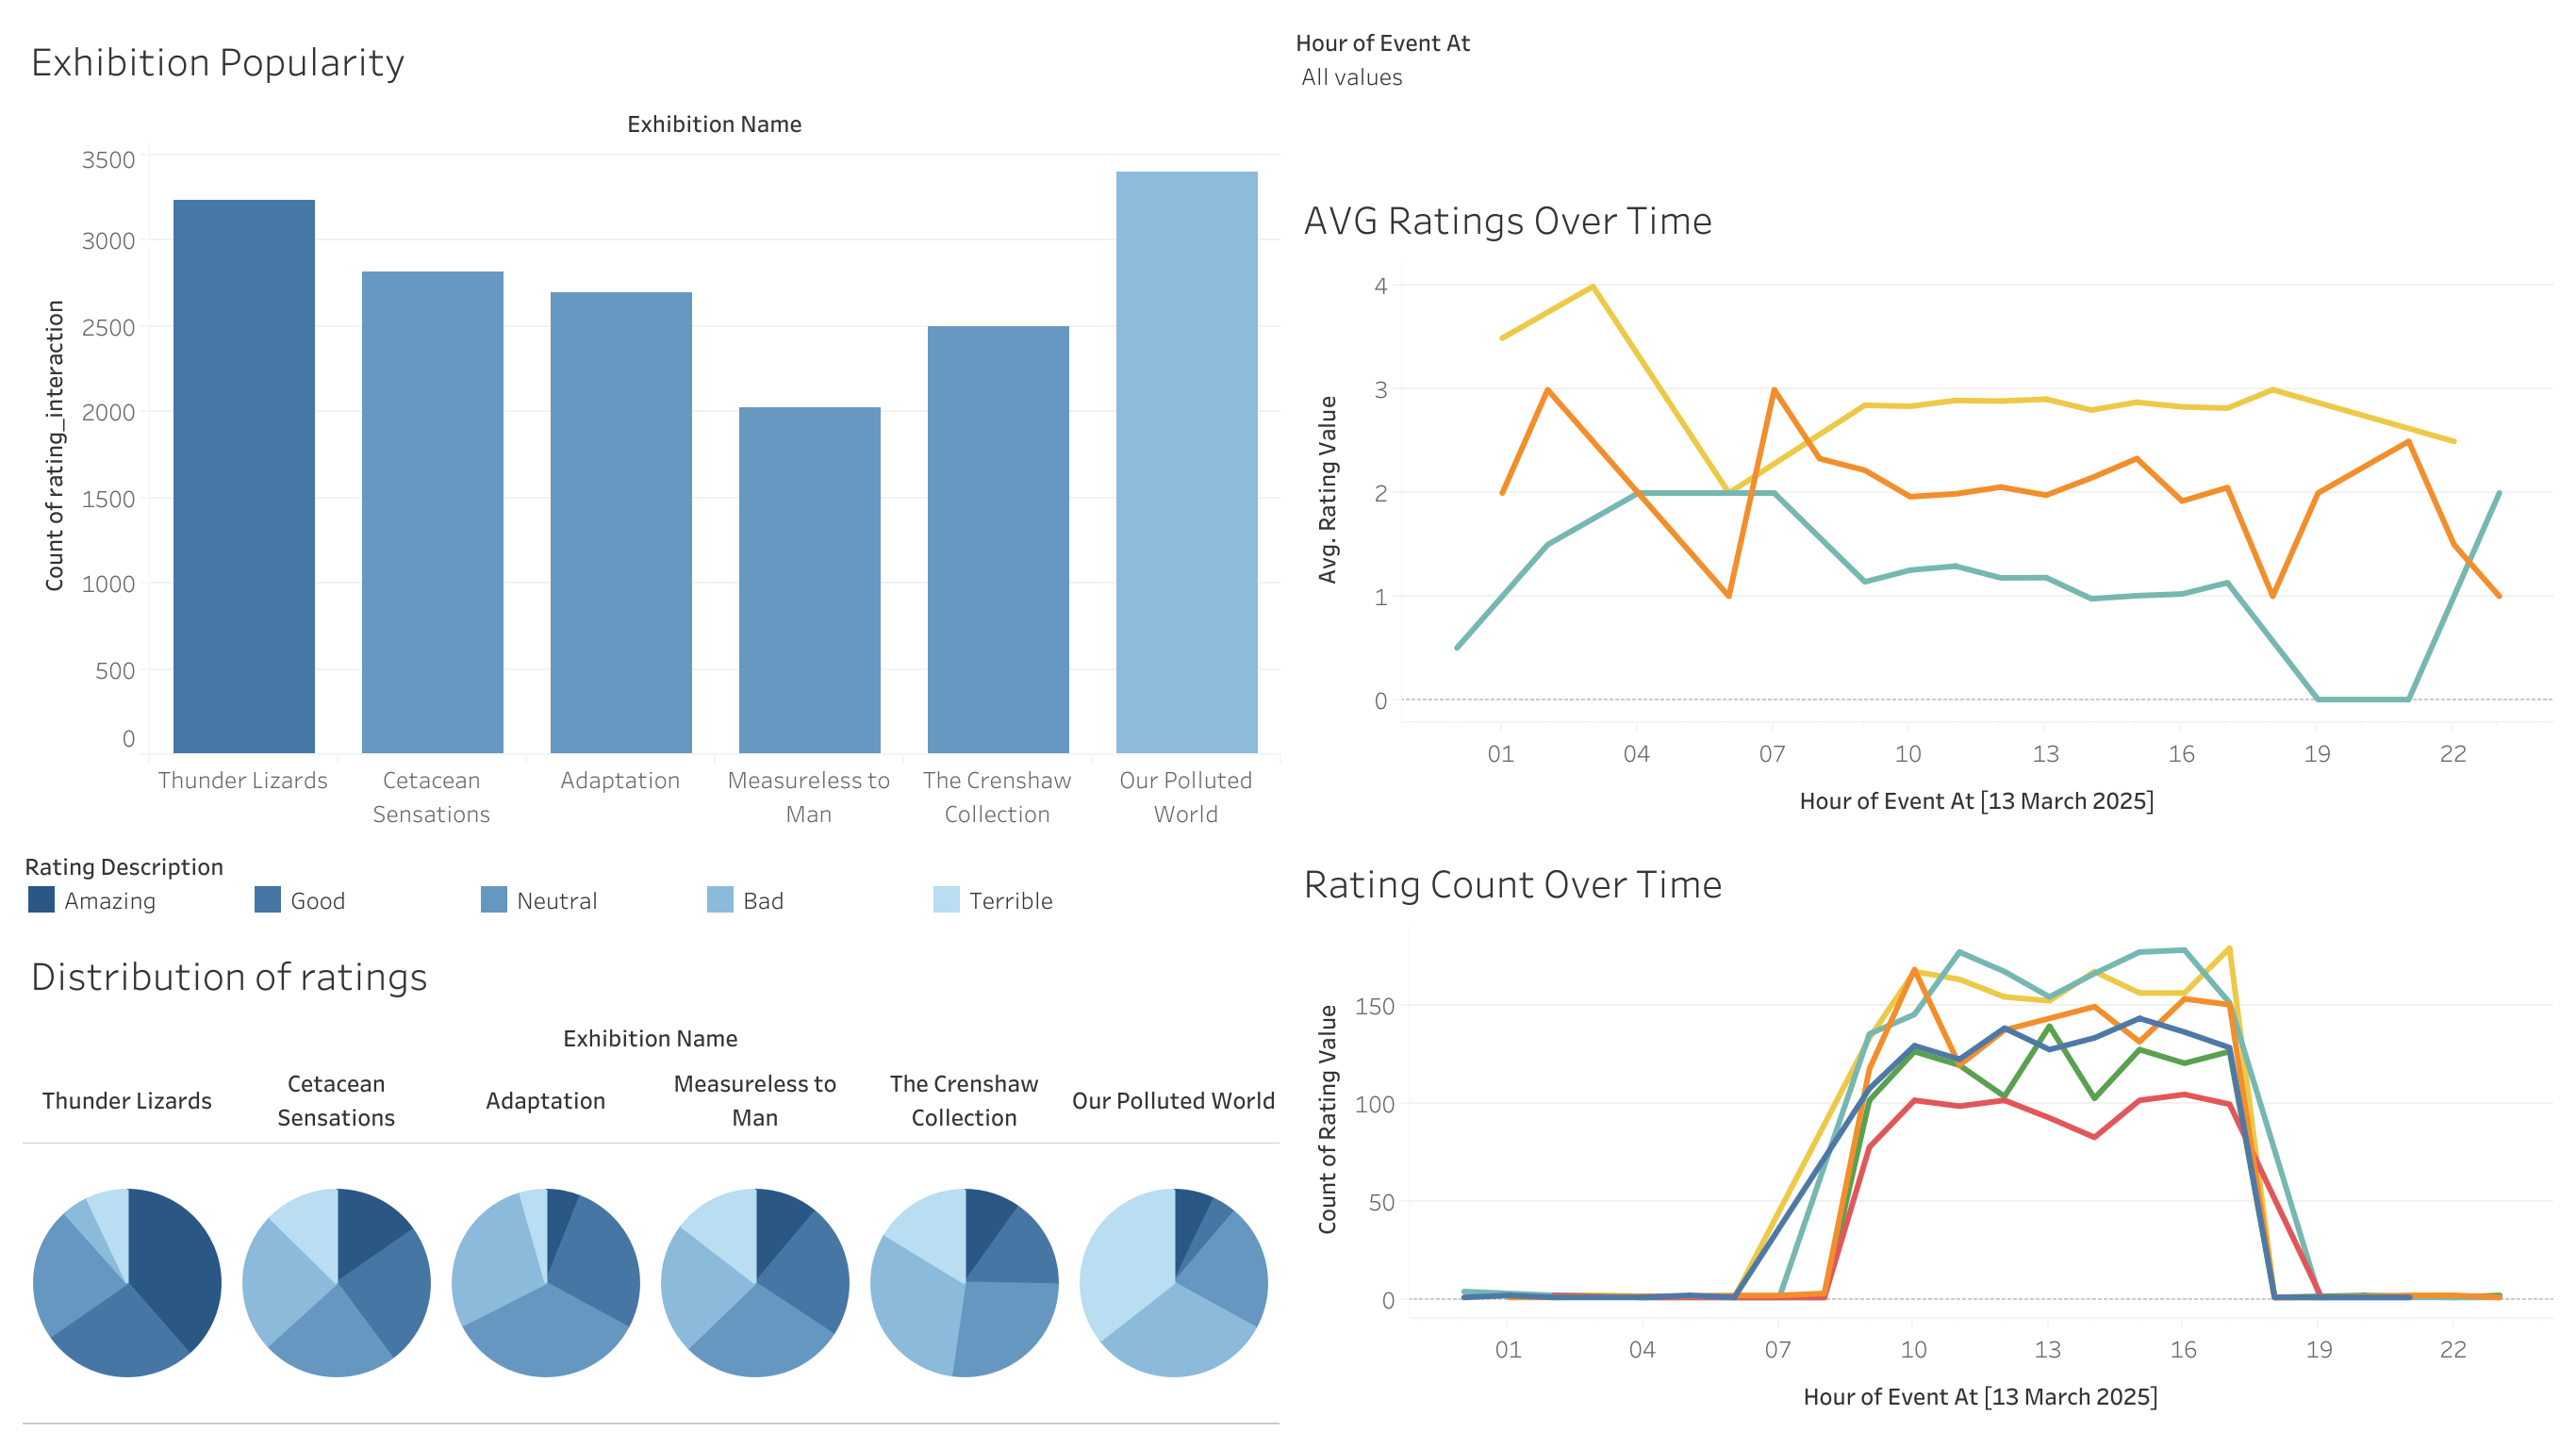 Exhibition Popularity
Exhibition Name
3500
3000
2500
2000
1500
1000
500
0
Count of rating_interaction
Thunder Lizards
Cetacean
Sensations
Adaptation
Measureless to
Man
The Crenshaw
Collection
Our Polluted
World
Rating Description
Amazing
Good
Neutral
Bad
Terrible
Distribution of ratings
Exhibition Name
Thunder Lizards
Cetacean
Sensations
Adaptation
Measureless to
Man
The Crenshaw
Collection
Our Polluted World
Hour of Event At
All values
AVG Ratings Over Time
4
3
2
1
0
Avg. Rating Value
01 04 07 10 13 16 19 22
Hour of Event At [13 March 2025]
Rating Count Over Time
150
100
50
0
Count of Rating Value
01 04 07 10 13 16 19 22
Hour of Event At [13 March 2025]